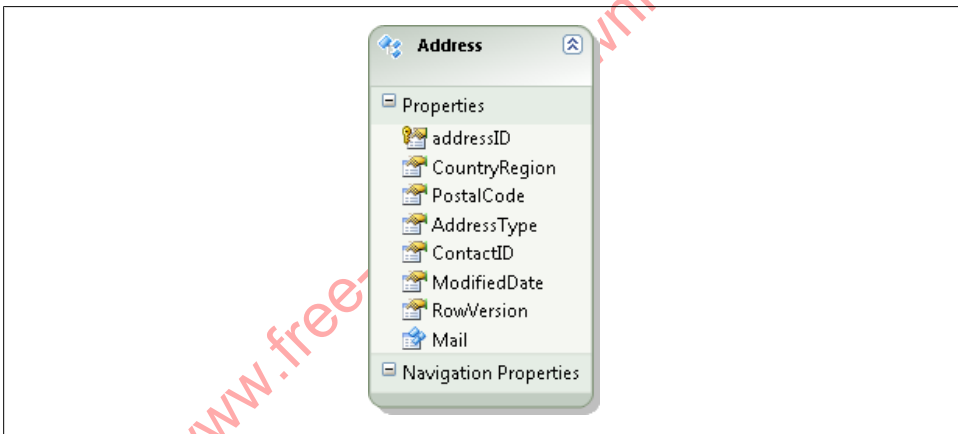 Address
Properties
addressID
CountryRegion
PostalCode
AddressType
ContactID
ModifiedDate
RowVersion
Mail
Navigation Properties